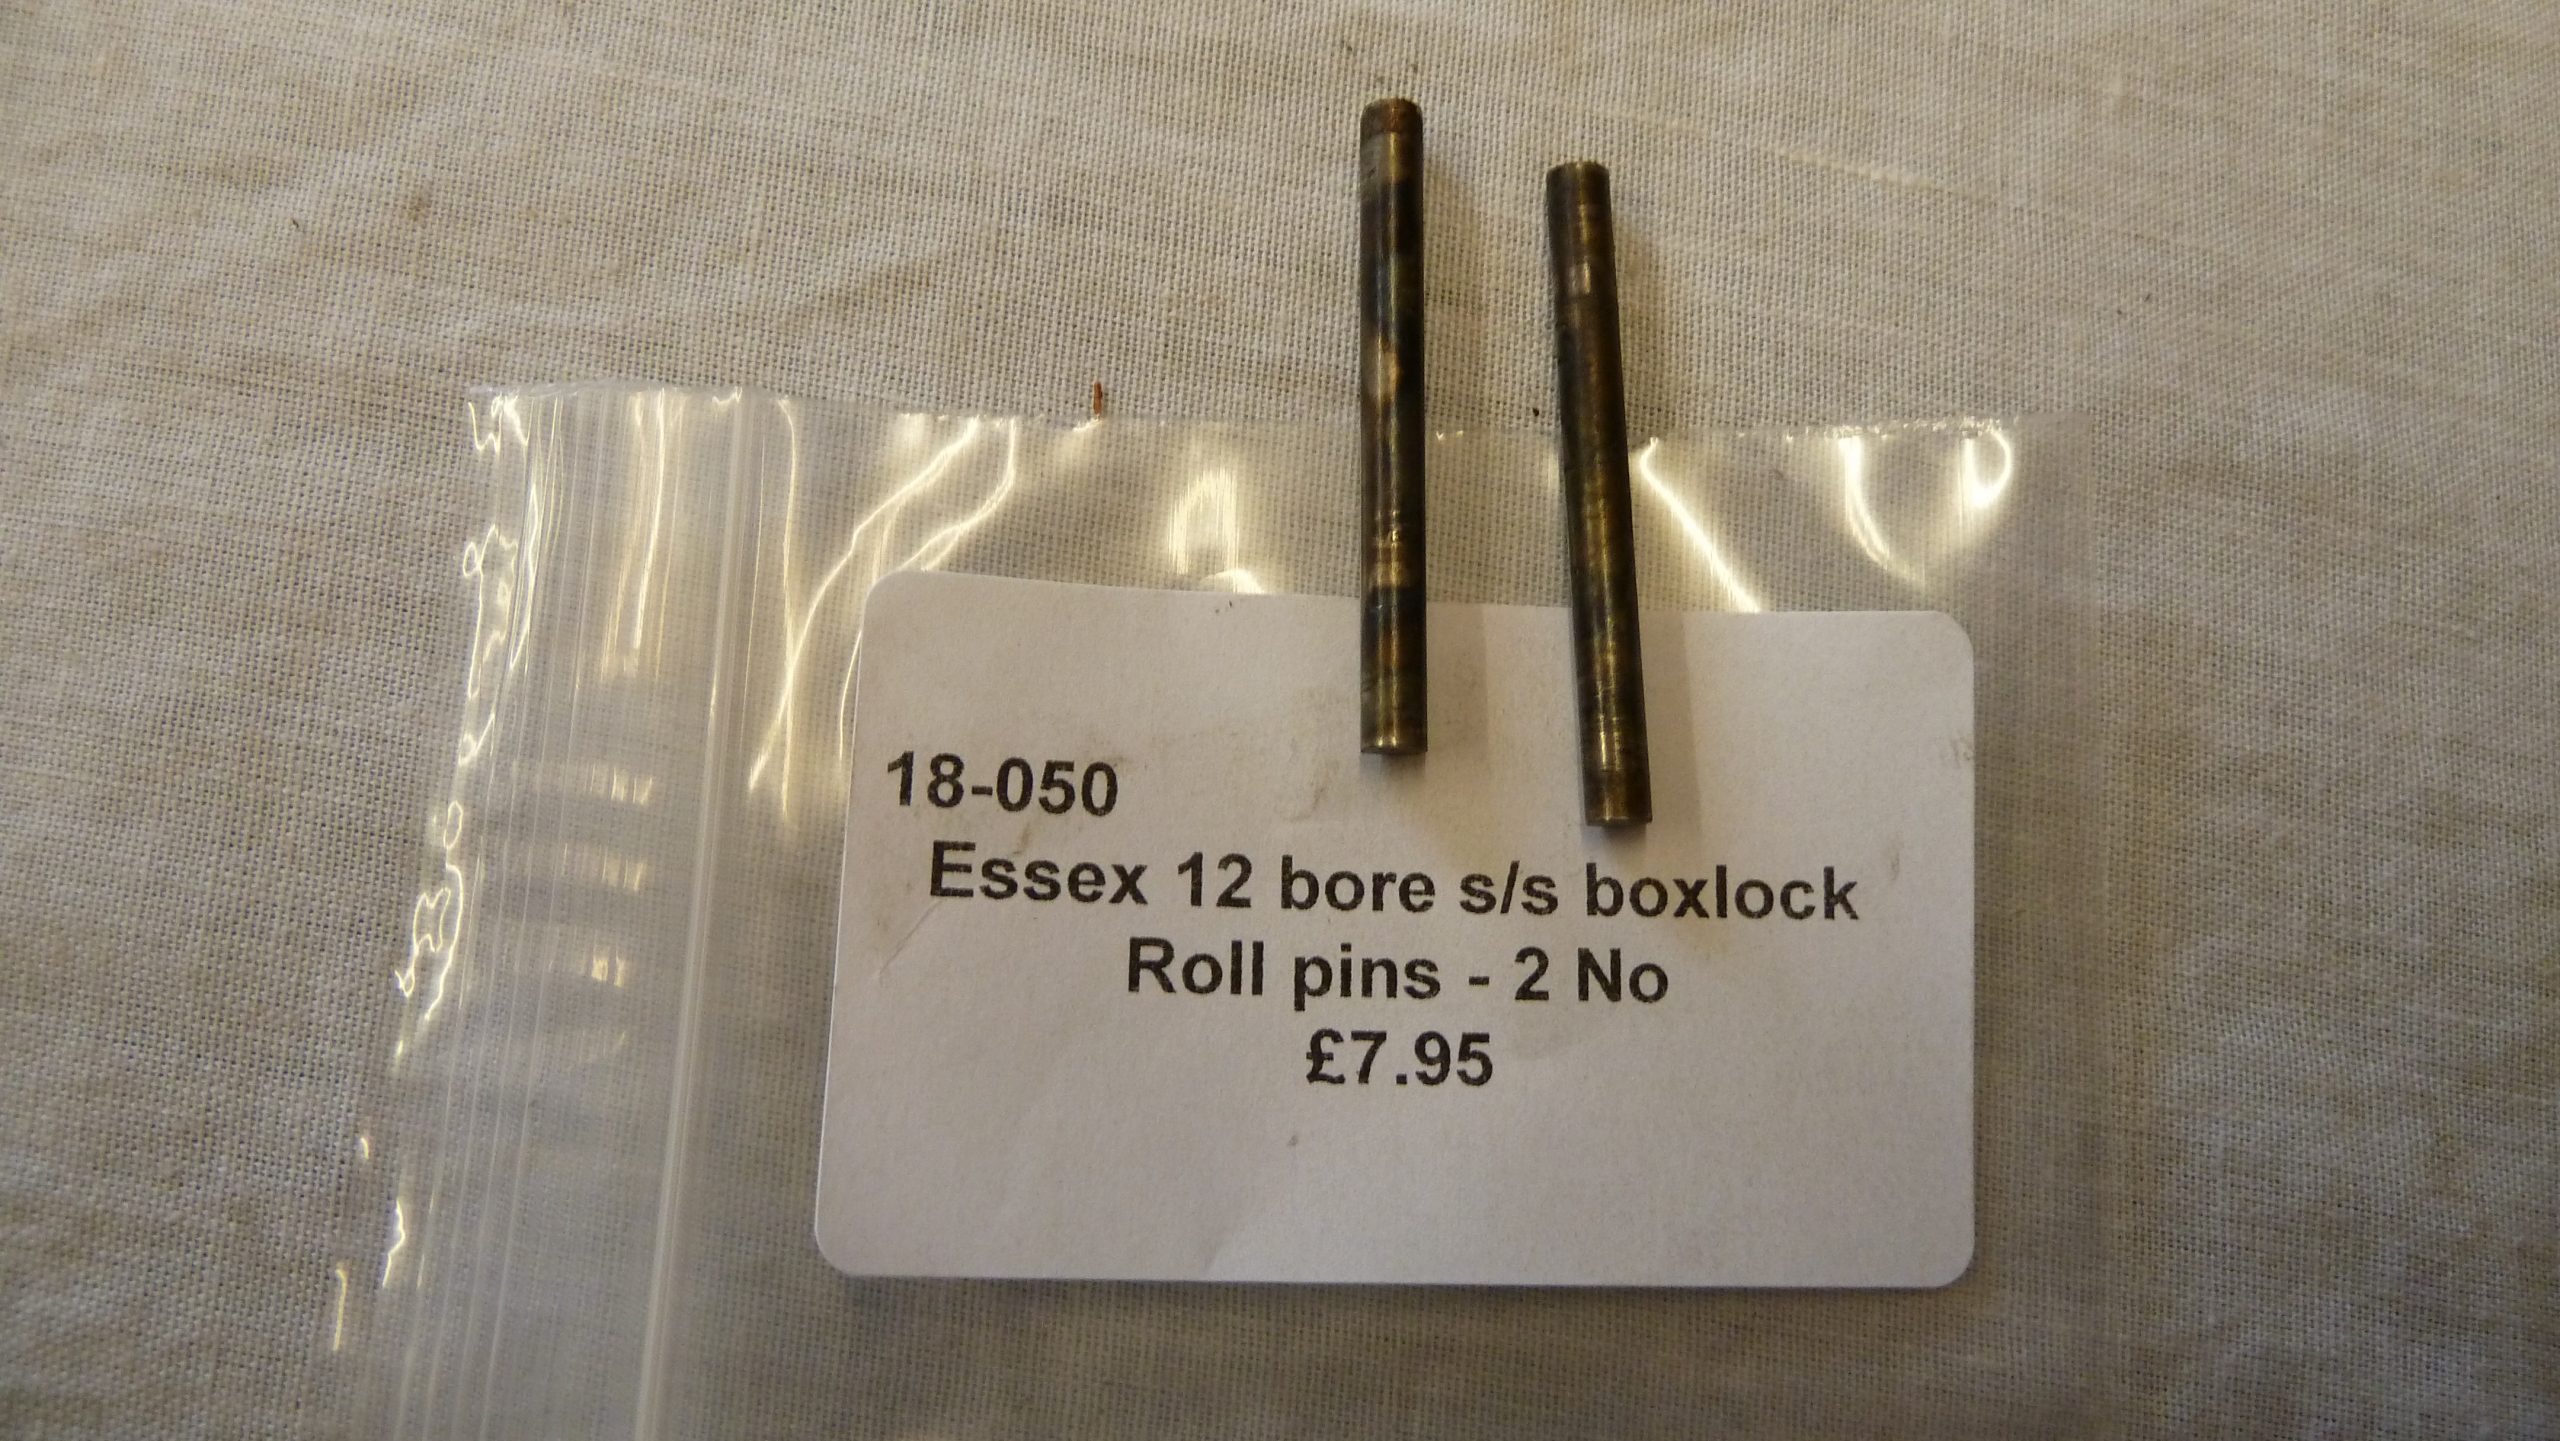 18-050
Essex 12 bore s/s boxlock
Roll pins - 2 No
£7.95